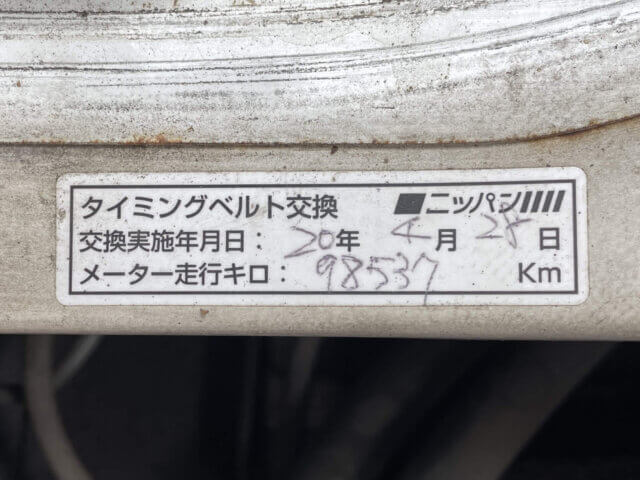 タイミングベルト交換 ニッパン
交換実施年月日：20年 4月 28日
メーター走行キロ：98537 Km